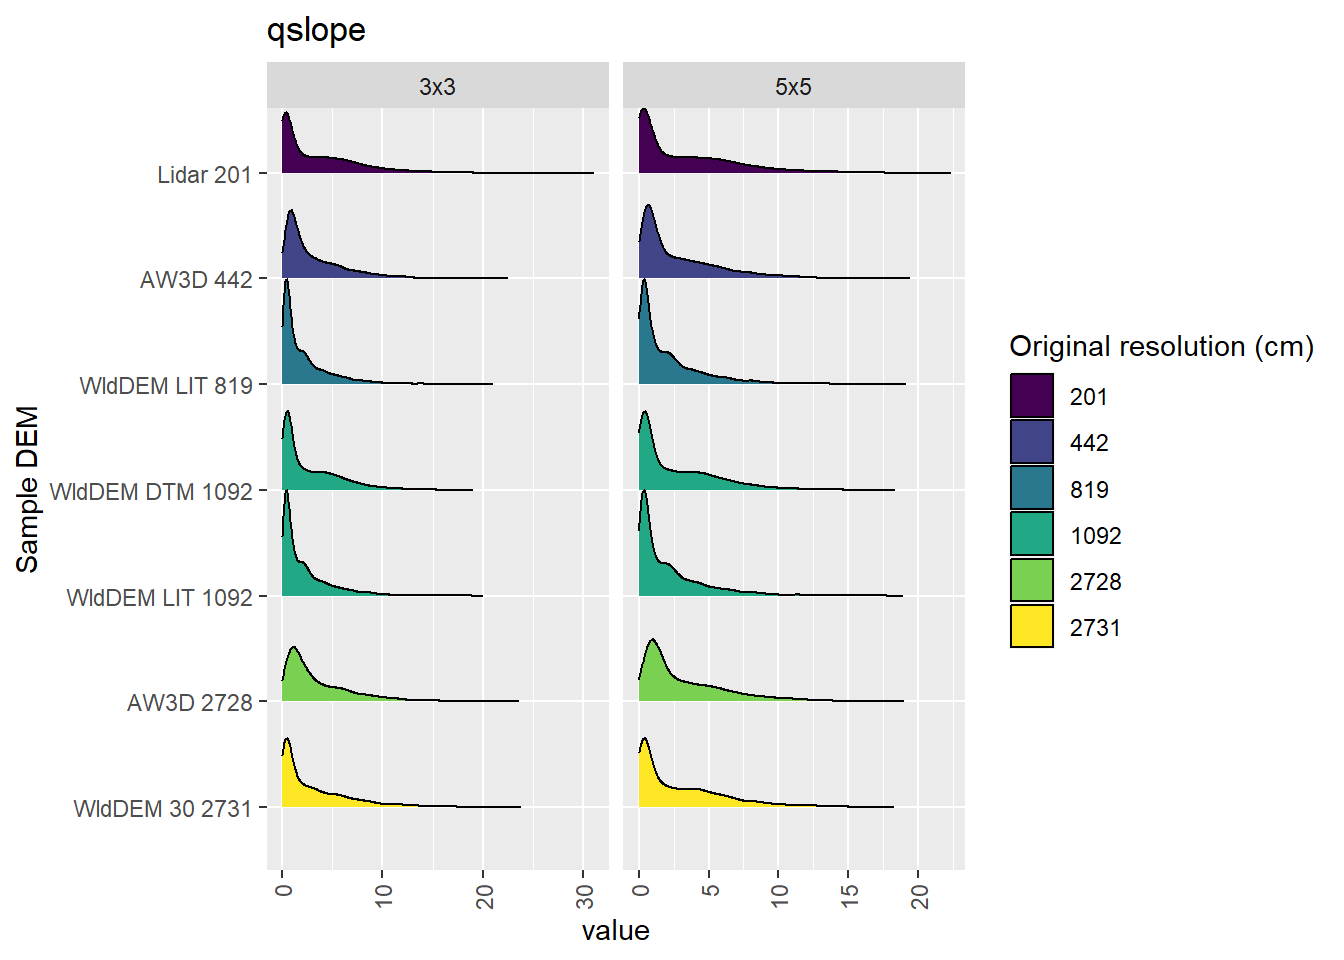 qslope
3x3
5x5
Lidar 201
AW3D 442
WldDEM LIT 819
WldDEM DTM 1092
WldDEM LIT 1092
AW3D 2728
WldDEM 30 2731
Sample DEM
0
10
20
30
0
5
10
15
20
value
Original resolution (cm)
201
442
819
1092
2728
2731